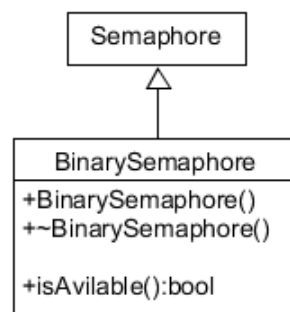 Semaphore
BinarySemaphore
+BinarySemaphore()
+~BinarySemaphore()
+isAvilable():bool